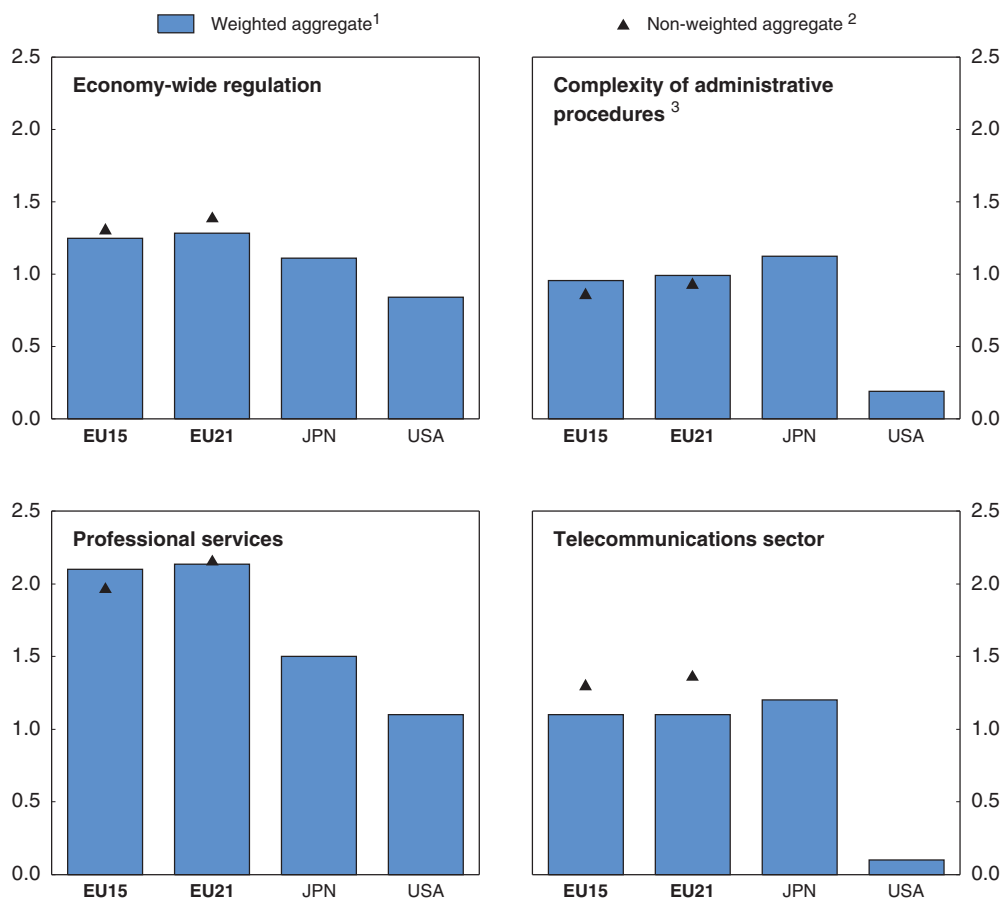 Weighted aggregate1
Non-weighted aggregate 2
2.5
2.0
1.5
1.0
0.5
0.0
Economy-wide regulation
EU15 EU21 JPN USA
Complexity of administrative
procedures 3
2.5
2.0
1.5
1.0
0.5
0.0
EU15 EU21 JPN USA
2.5
2.0
1.5
1.0
0.5
0.0
Professional services
EU15 EU21 JPN USA
Telecommunications sector
2.5
2.0
1.5
1.0
0.5
0.0
EU15 EU21 JPN USA